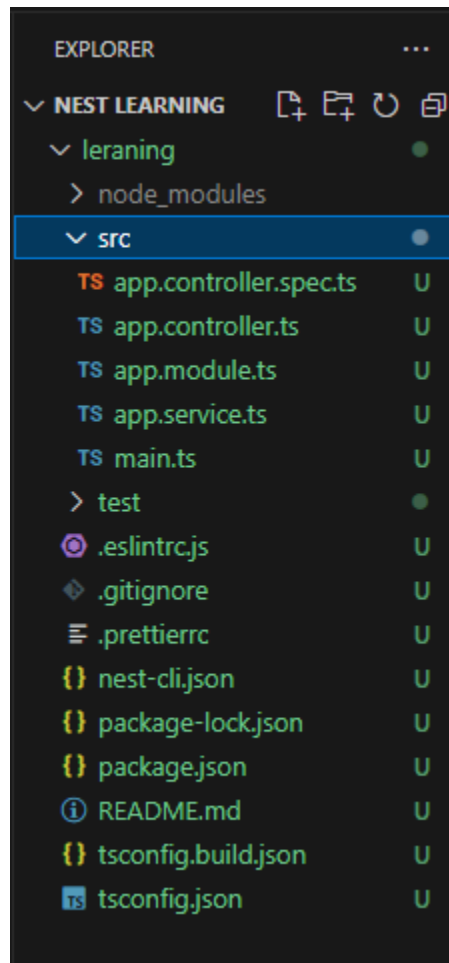 EXPLORER ...
NEST LEARNING
leraning
node_modules
src
TS app.controller.spec.ts U
TS app.controller.ts U
TS app.module.ts U
TS app.service.ts U
TS main.ts U
test
.eslintrc.js U
.gitignore U
.prettierrc U
{} nest-cli.json U
{} package-lock.json U
{} package.json U
README.md U
{} tsconfig.build.json U
TS tsconfig.json U